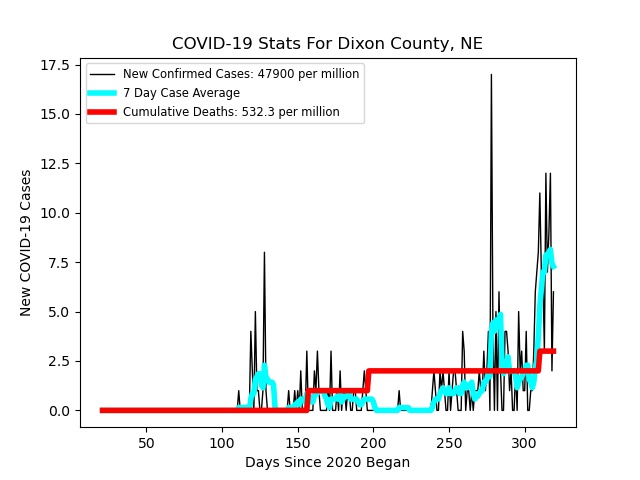 COVID-19 Stats For Dixon County, NE
New Confirmed Cases: 47900 per million
7 Day Case Average
Cumulative Deaths: 532.3 per million
New COVID-19 Cases
17.5
15.0
12.5
10.0
7.5
5.0
2.5
0.0
50 100 150 200 250 300
Days Since 2020 Began